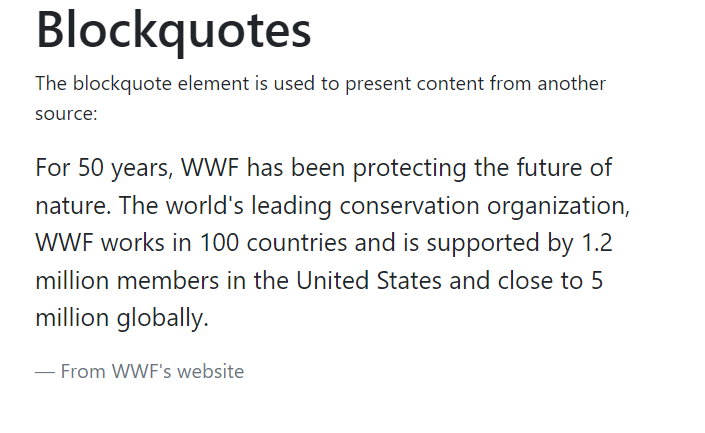 Blockquotes
The blockquote element is used to present content from another
source:
For 50 years, WWF has been protecting the future of
nature. The world's leading conservation organization,
WWF works in 100 countries and is supported by 1.2
million members in the United States and close to 5
million globally.
— From WWF's website